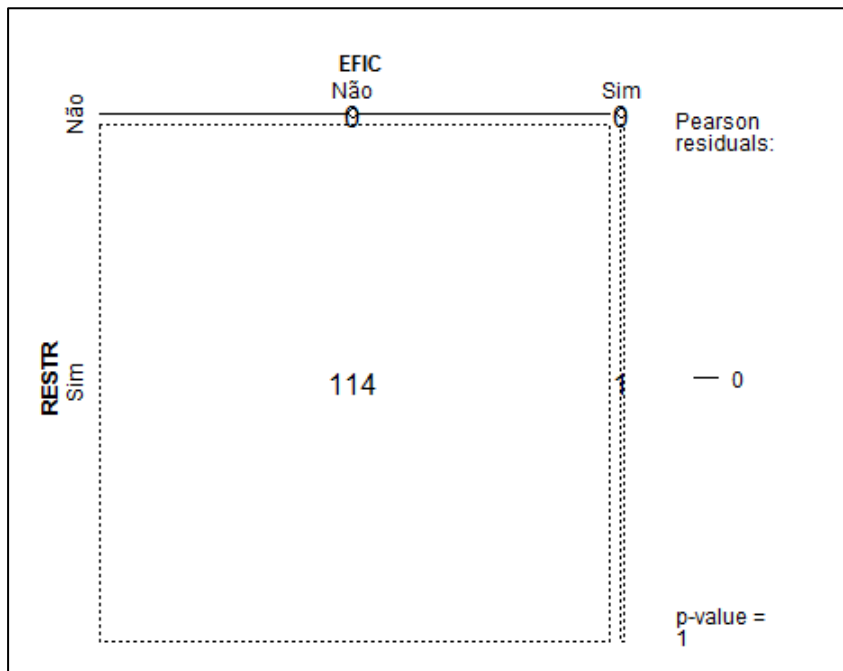 EFIC
Não Sim
Não
0 0
Pearson
residuals:
RESTR
Sim
114 1
0
p-value =
1